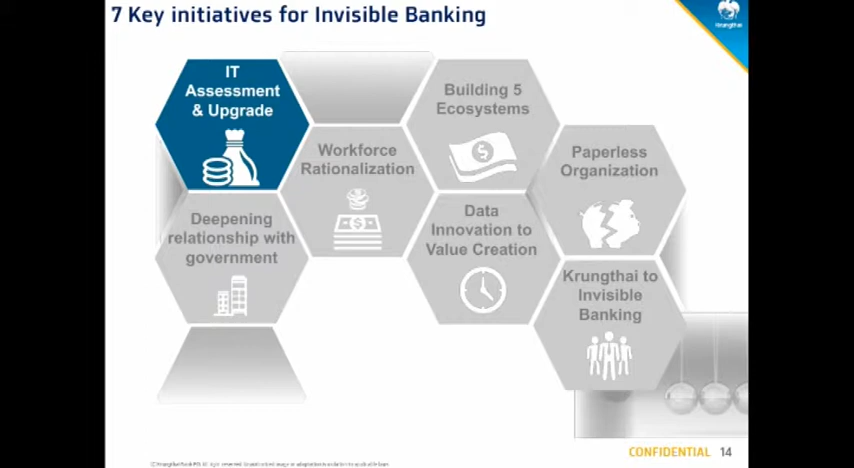 7 Key initiatives for Invisible Banking
Krungthai
IT
Assessment
& Upgrade
Building 5
Ecosystems
Workforce
Rationalization
Paperless
Organization
Deepening
relationship with
government
Data
Innovation to
Value Creation
Krungthai to
Invisible
Banking
CONFIDENTIAL 14